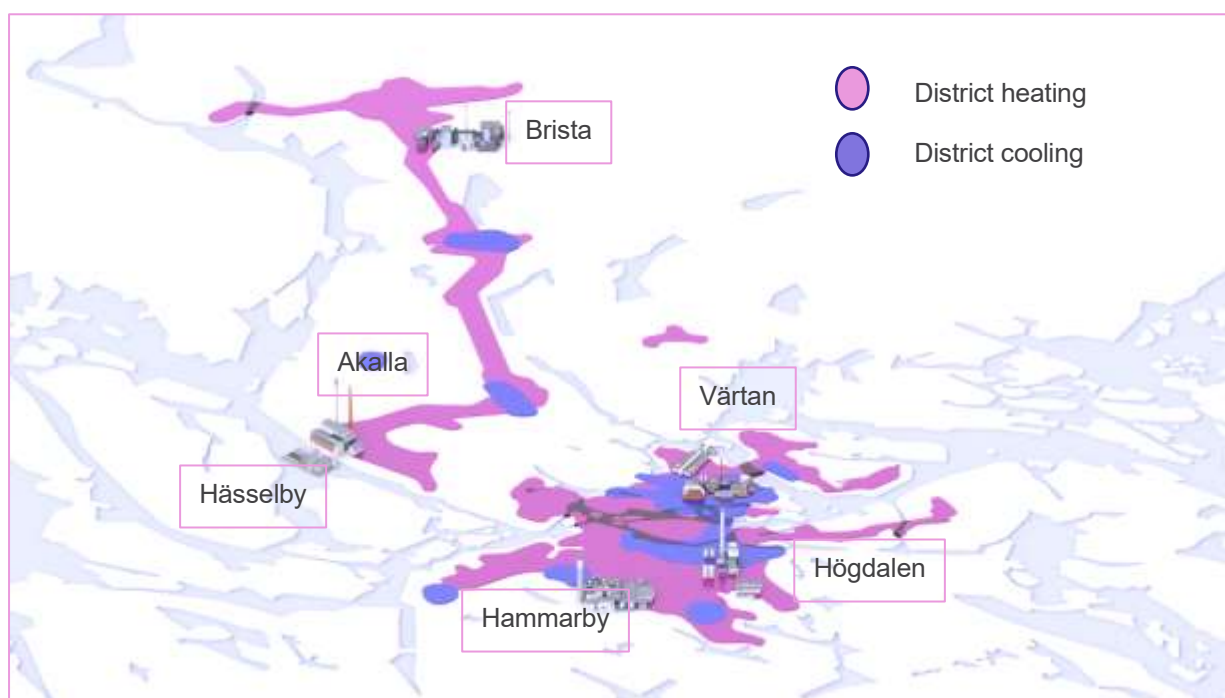 District heating
Brista
District cooling
Akalla
Värtan
Hässelby
Högdalen
Hammarby